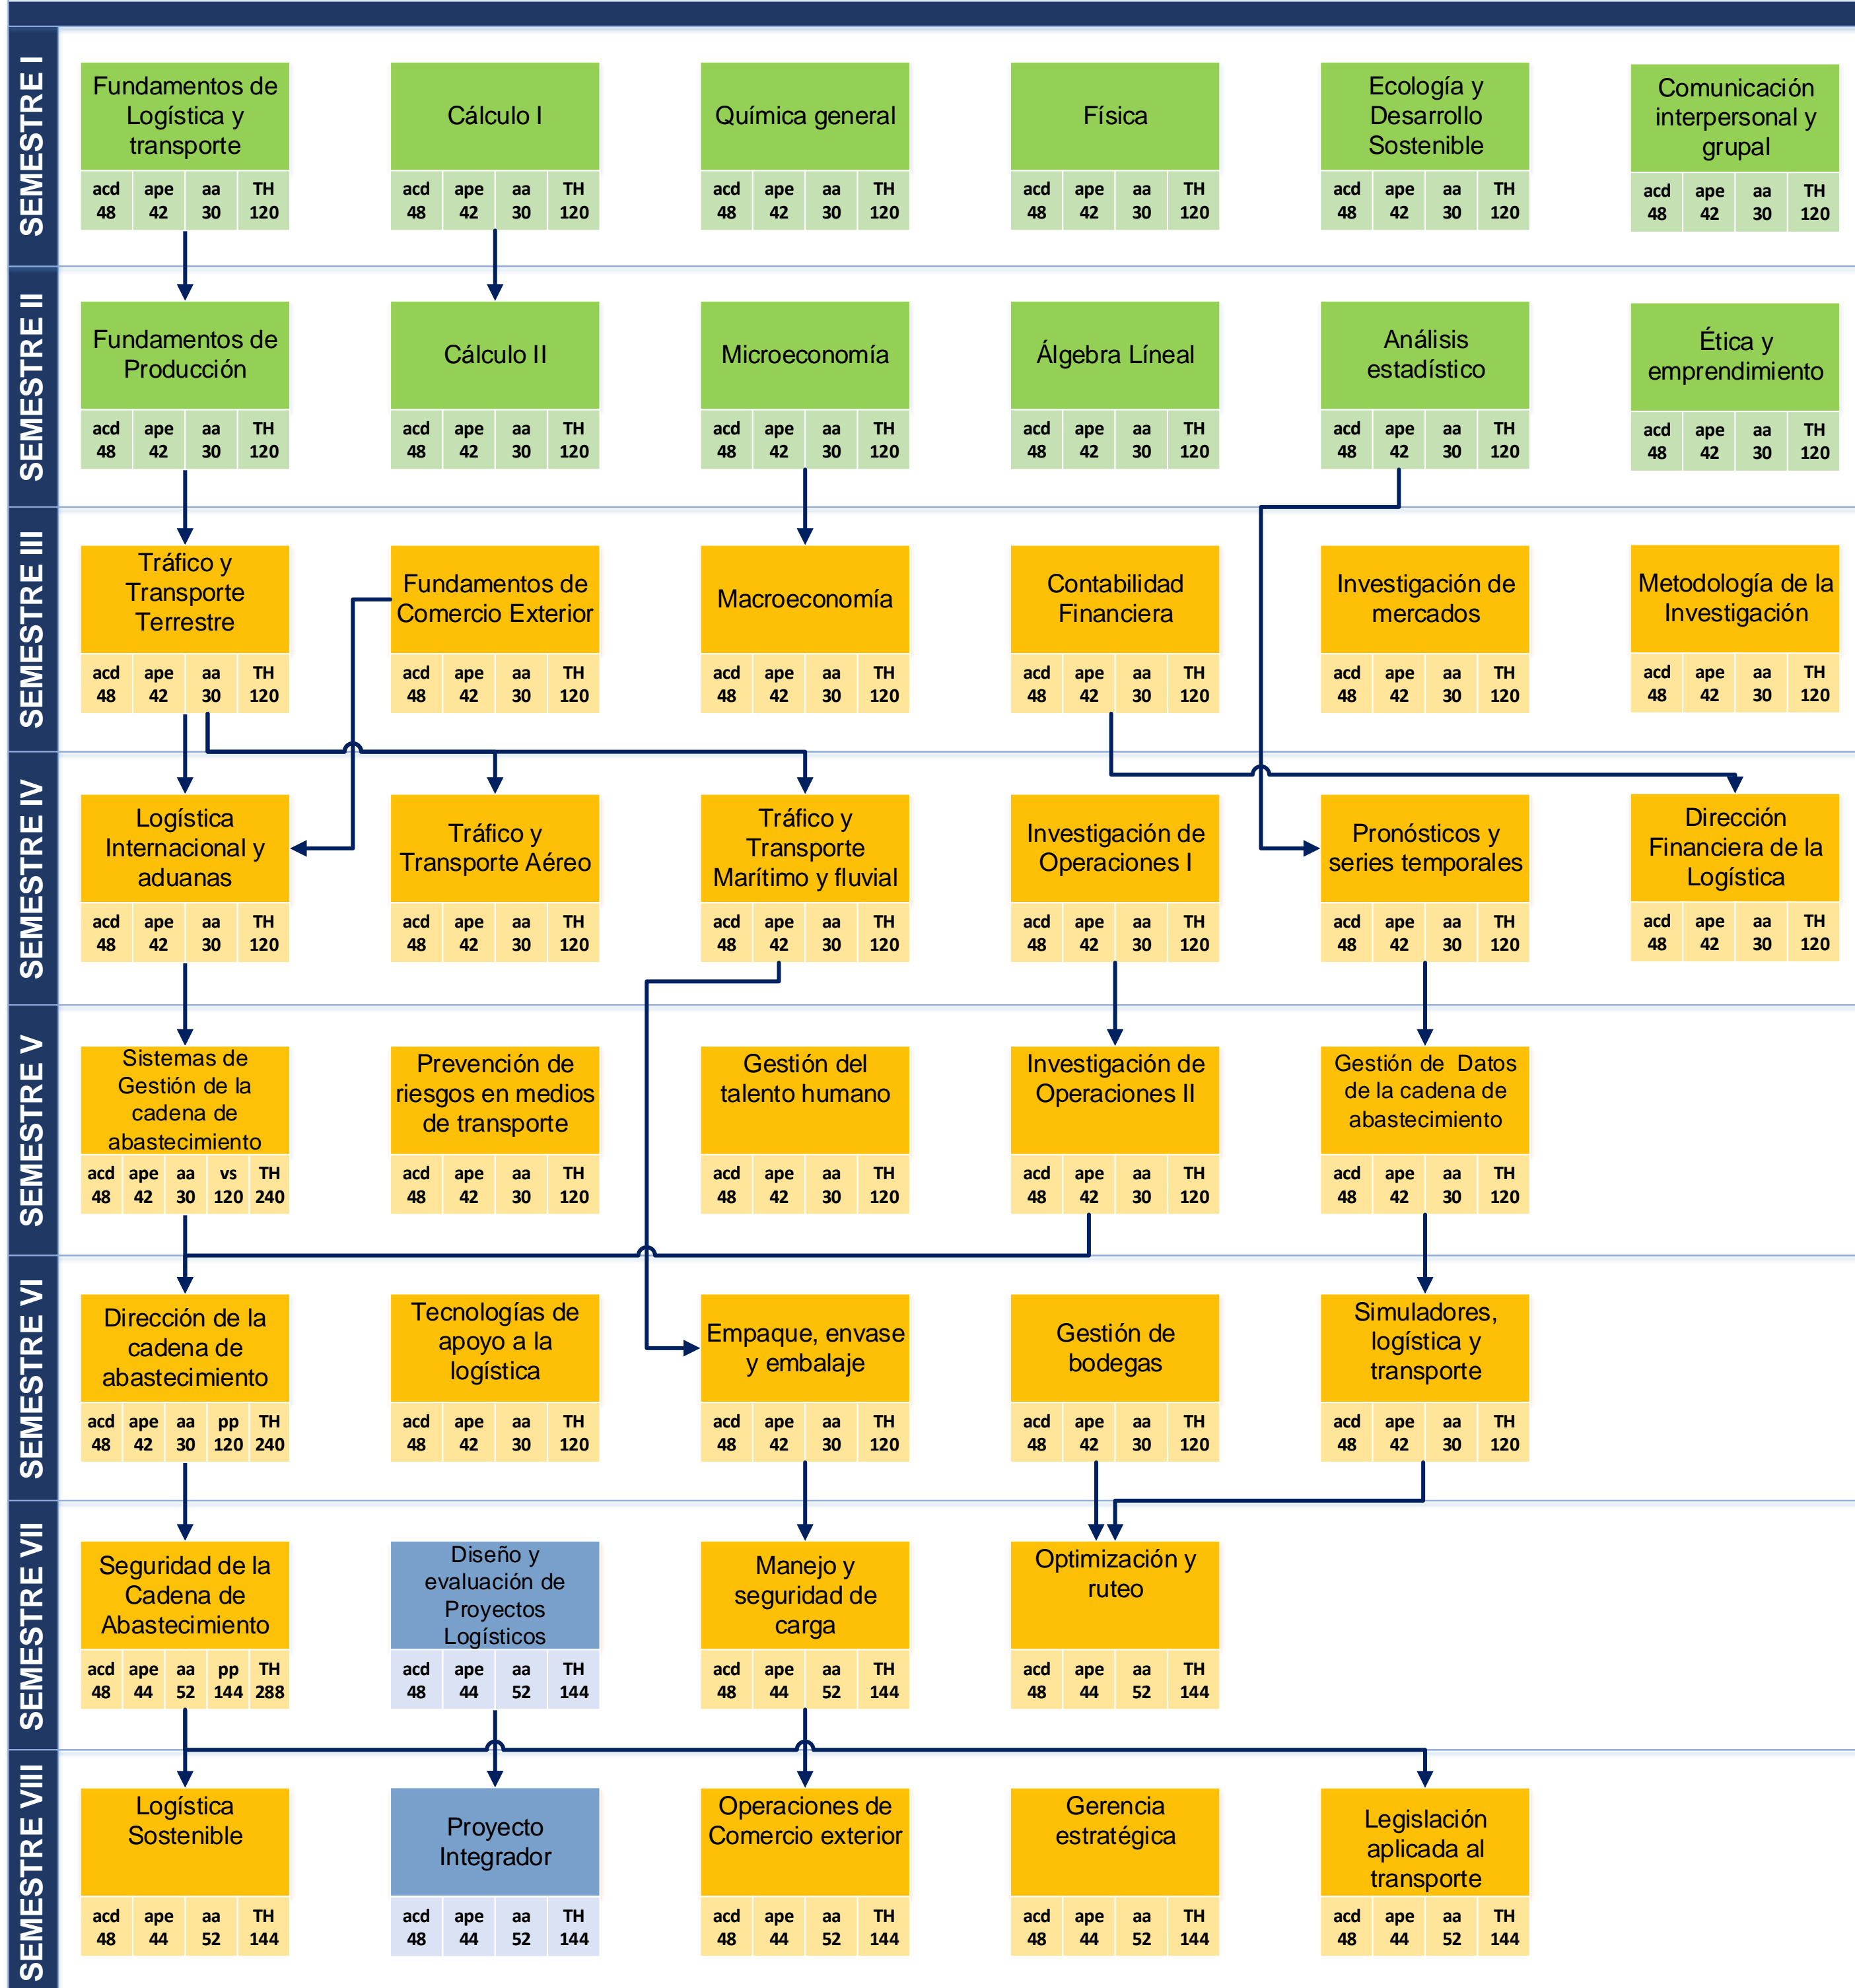 SEMESTRE I
Fundamentos de
Logística y
transporte
acd ape aa TH
48 42 30 120
Cálculo I
acd ape aa TH
48 42 30 120
Química general
acd ape aa TH
48 42 30 120
Física
acd ape aa TH
48 42 30 120
Ecología y
Desarrollo
Sostenible
acd ape aa TH
48 42 30 120
Comunicación
interpersonal y
grupal
acd ape aa TH
48 42 30 120
SEMESTRE II
Fundamentos de
Producción
acd ape aa TH
48 42 30 120
Cálculo II
acd ape aa TH
48 42 30 120
Microeconomía
acd ape aa TH
48 42 30 120
Álgebra Líneal
acd ape aa TH
48 42 30 120
Análisis
estadístico
acd ape aa TH
48 42 30 120
Ética y
emprendimiento
acd ape aa TH
48 42 30 120
SEMESTRE III
Tráfico y
Transporte
Terrestre
acd ape aa TH
48 42 30 120
Fundamentos de
Comercio Exterior
acd ape aa TH
48 42 30 120
Macroeconomía
acd ape aa TH
48 42 30 120
Contabilidad
Financiera
acd ape aa TH
48 42 30 120
Investigación de
mercados
acd ape aa TH
48 42 30 120
Metodología de la
Investigación
acd ape aa TH
48 42 30 120
SEMESTRE IV
Logística
Internacional y
aduanas
acd ape aa TH
48 42 30 120
Tráfico y
Transporte Aéreo
acd ape aa TH
48 42 30 120
Tráfico y
Transporte
Marítimo y fluvial
acd ape aa TH
48 42 30 120
Investigación de
Operaciones I
acd ape aa TH
48 42 30 120
Pronósticos y
series temporales
acd ape aa TH
48 42 30 120
Dirección
Financiera de la
Logística
acd ape aa TH
48 42 30 120
SEMESTRE V
Sistemas de
Gestión de la
cadena de
abastecimiento
acd ape aa vs TH
48 42 30 120 240
Prevención de
riesgos en medios
de transporte
acd ape aa TH
48 42 30 120
Gestión del
talento humano
acd ape aa TH
48 42 30 120
Investigación de
Operaciones II
acd ape aa TH
48 42 30 120
Gestión de Datos
de la cadena de
abastecimiento
acd ape aa TH
48 42 30 120
SEMESTRE VI
Dirección de la
cadena de
abastecimiento
acd ape aa pp TH
48 42 30 120 240
Tecnologías de
apoyo a la
logística
acd ape aa TH
48 42 30 120
Empaque, envase
y embalaje
acd ape aa TH
48 42 30 120
Gestión de
bodegas
acd ape aa TH
48 42 30 120
Simuladores,
logística y
transporte
acd ape aa TH
48 42 30 120
SEMESTRE VII
Seguridad de la
Cadena de
Abastecimiento
acd ape aa pp TH
48 44 52 144 288
Diseño y
evaluación de
Proyectos
Logísticos
acd ape aa TH
48 44 52 144
Manejo y
seguridad de
carga
acd ape aa TH
48 44 52 144
Optimización y
ruteo
acd ape aa TH
48 44 52 144
SEMESTRE VIII
Logística
Sostenible
acd ape aa TH
48 44 52 144
Proyecto
Integrador
acd ape aa TH
48 44 52 144
Operaciones de
Comercio exterior
acd ape aa TH
48 44 52 144
Gerencia
estratégica
acd ape aa TH
48 44 52 144
Legislación
aplicada al
transporte
acd ape aa TH
48 44 52 144